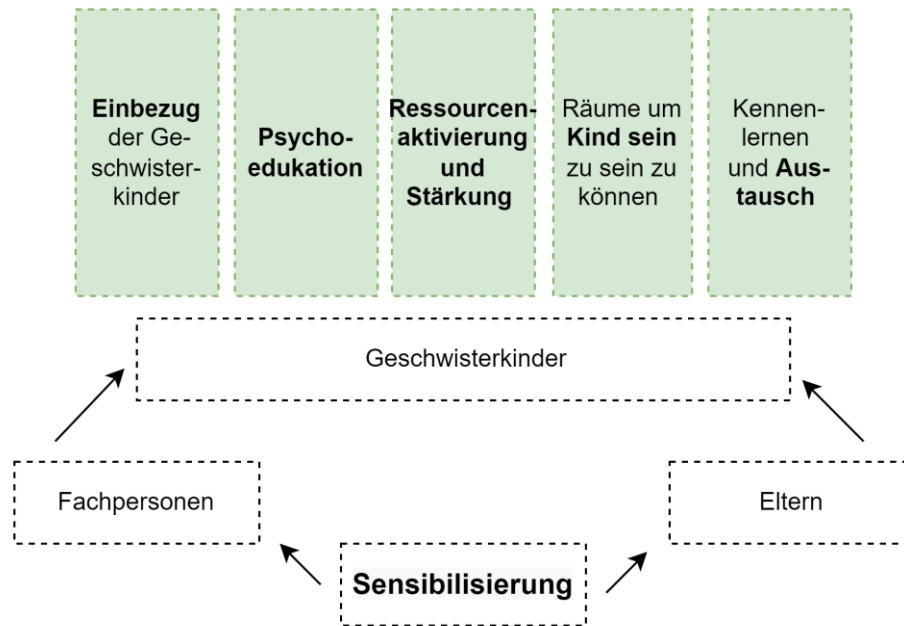 Einbezug
der Ge-
schwister-
kinder
Psycho-
edukation
Ressourcen-
aktivierung
und
Stärkung
Räume um
Kind sein
zu sein zu
können
Kennen-
lernen
und Aus-
tausch
Geschwisterkinder
Fachpersonen
Eltern
Sensibilisierung